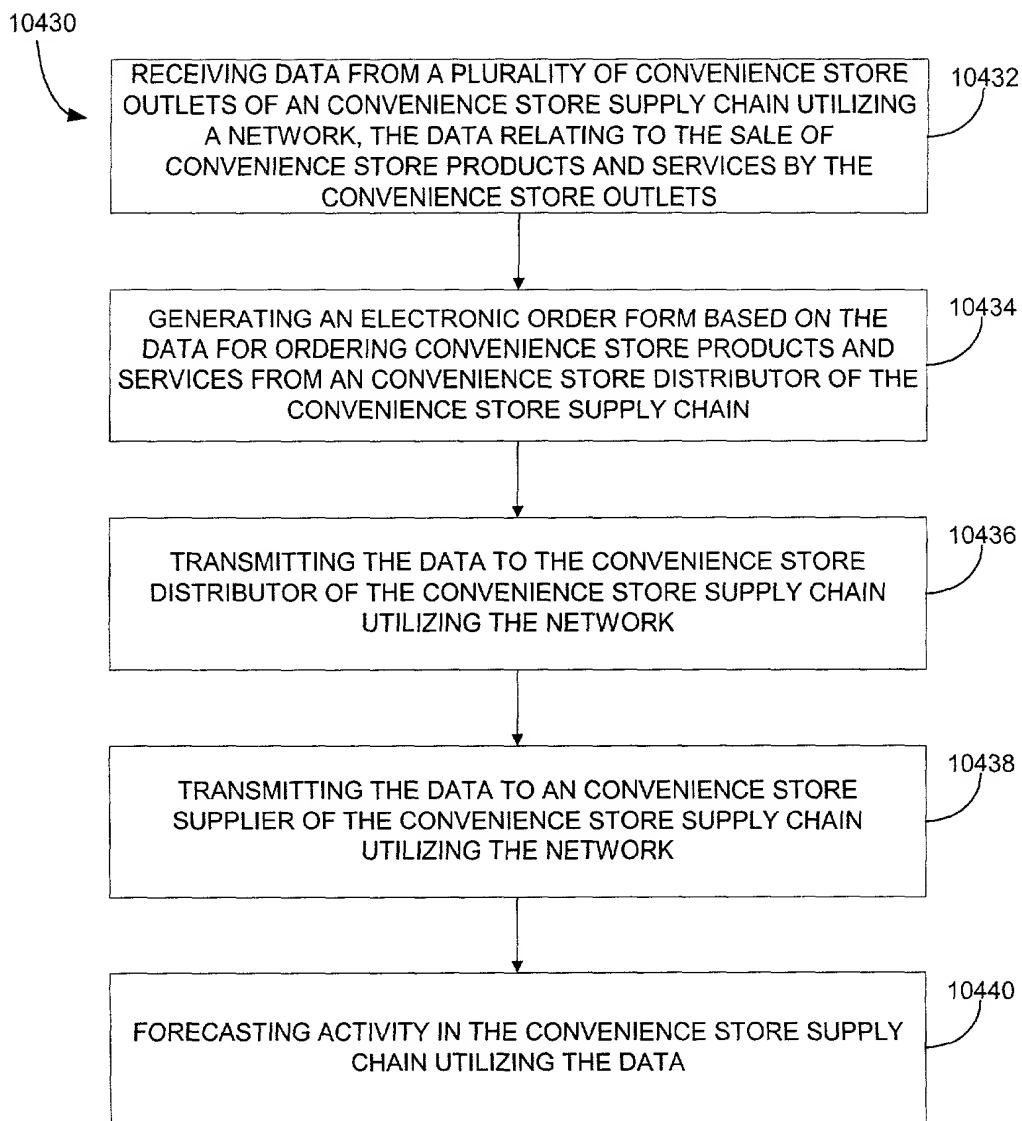 10430
RECEIVING DATA FROM A PLURALITY OF CONVENIENCE STORE
OUTLETS OF AN CONVENIENCE STORE SUPPLY CHAIN UTILIZING
A NETWORK, THE DATA RELATING TO THE SALE OF
CONVENIENCE STORE PRODUCTS AND SERVICES BY THE
CONVENIENCE STORE OUTLETS
10432
GENERATING AN ELECTRONIC ORDER FORM BASED ON THE
DATA FOR ORDERING CONVENIENCE STORE PRODUCTS AND
SERVICES FROM AN CONVENIENCE STORE DISTRIBUTOR OF THE
CONVENIENCE STORE SUPPLY CHAIN
10434
TRANSMITTING THE DATA TO THE CONVENIENCE STORE
DISTRIBUTOR OF THE CONVENIENCE STORE SUPPLY CHAIN
UTILIZING THE NETWORK
10436
TRANSMITTING THE DATA TO AN CONVENIENCE STORE
SUPPLIER OF THE CONVENIENCE STORE SUPPLY CHAIN
UTILIZING THE NETWORK
10438
FORECASTING ACTIVITY IN THE CONVENIENCE STORE SUPPLY
CHAIN UTILIZING THE DATA
10440